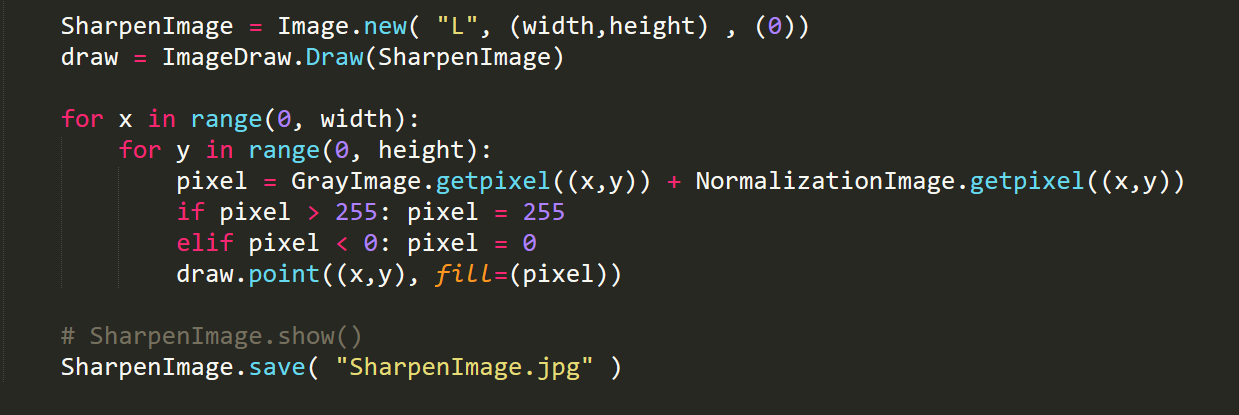 SharpenImage = Image.new( "L", (width,height) , (0))
draw = ImageDraw.Draw(SharpenImage)
for x in range(0, width):
for y in range(0, height):
pixel = GrayImage.getpixel((x,y)) + NormalizationImage.getpixel((x,y))
if pixel > 255: pixel = 255
elif pixel < 0: pixel = 0
draw.point((x,y), fill=(pixel))
# SharpenImage.show()
SharpenImage.save( "SharpenImage.jpg" )